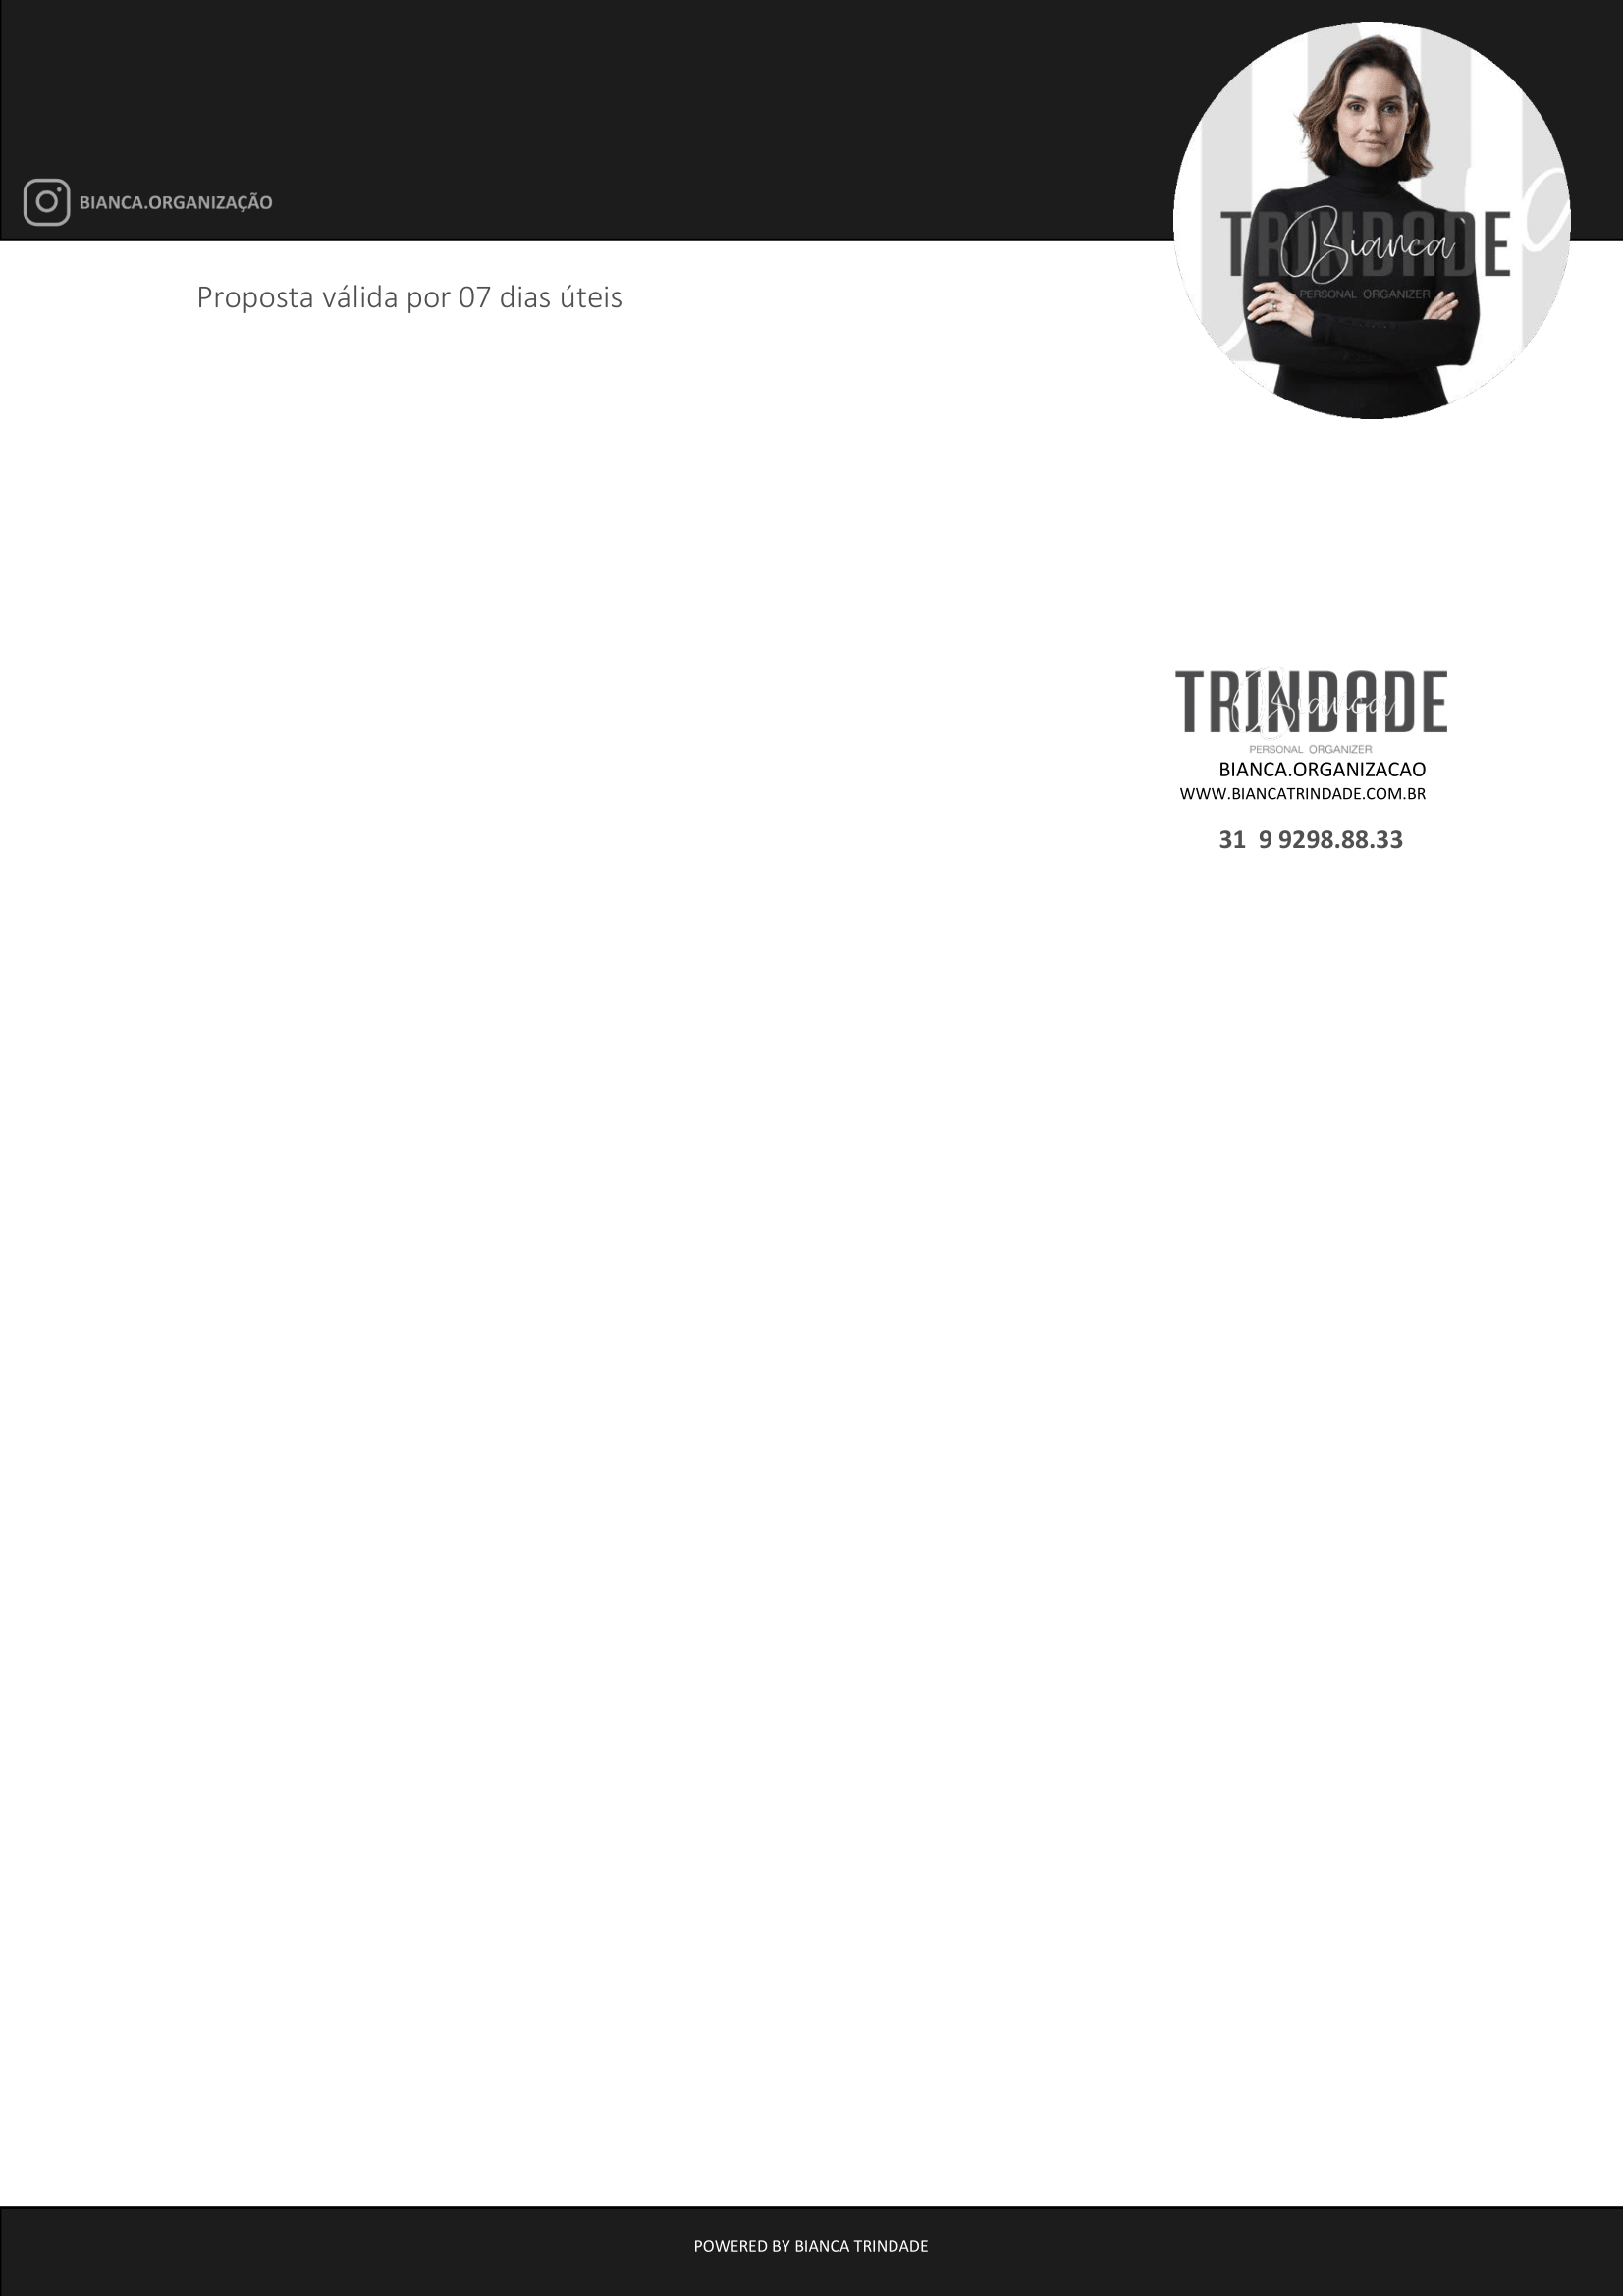 BIANCA.ORGANIZAÇÃO
TRINDADE
Bianca
PERSONAL ORGANIZER
Proposta válida por 07 dias úteis
TRINDADE
Bianca
PERSONAL ORGANIZER
BIANCA.ORGANIZACAO
WWW.BIANCATRINDADE.COM.BR
31 9 9298.88.33
POWERED BY BIANCA TRINDADE